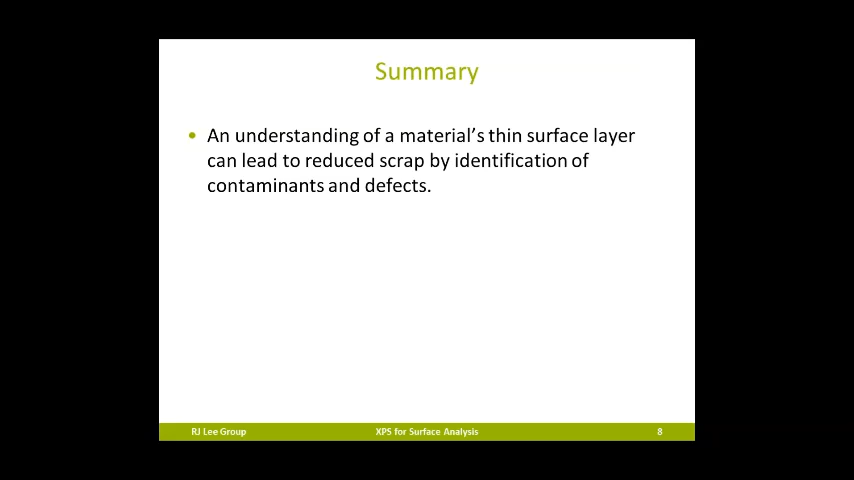 Summary
• An understanding of a material's thin surface layer
can lead to reduced scrap by identification of
contaminants and defects.
RJ Lee Group XPS for Surface Analysis 8